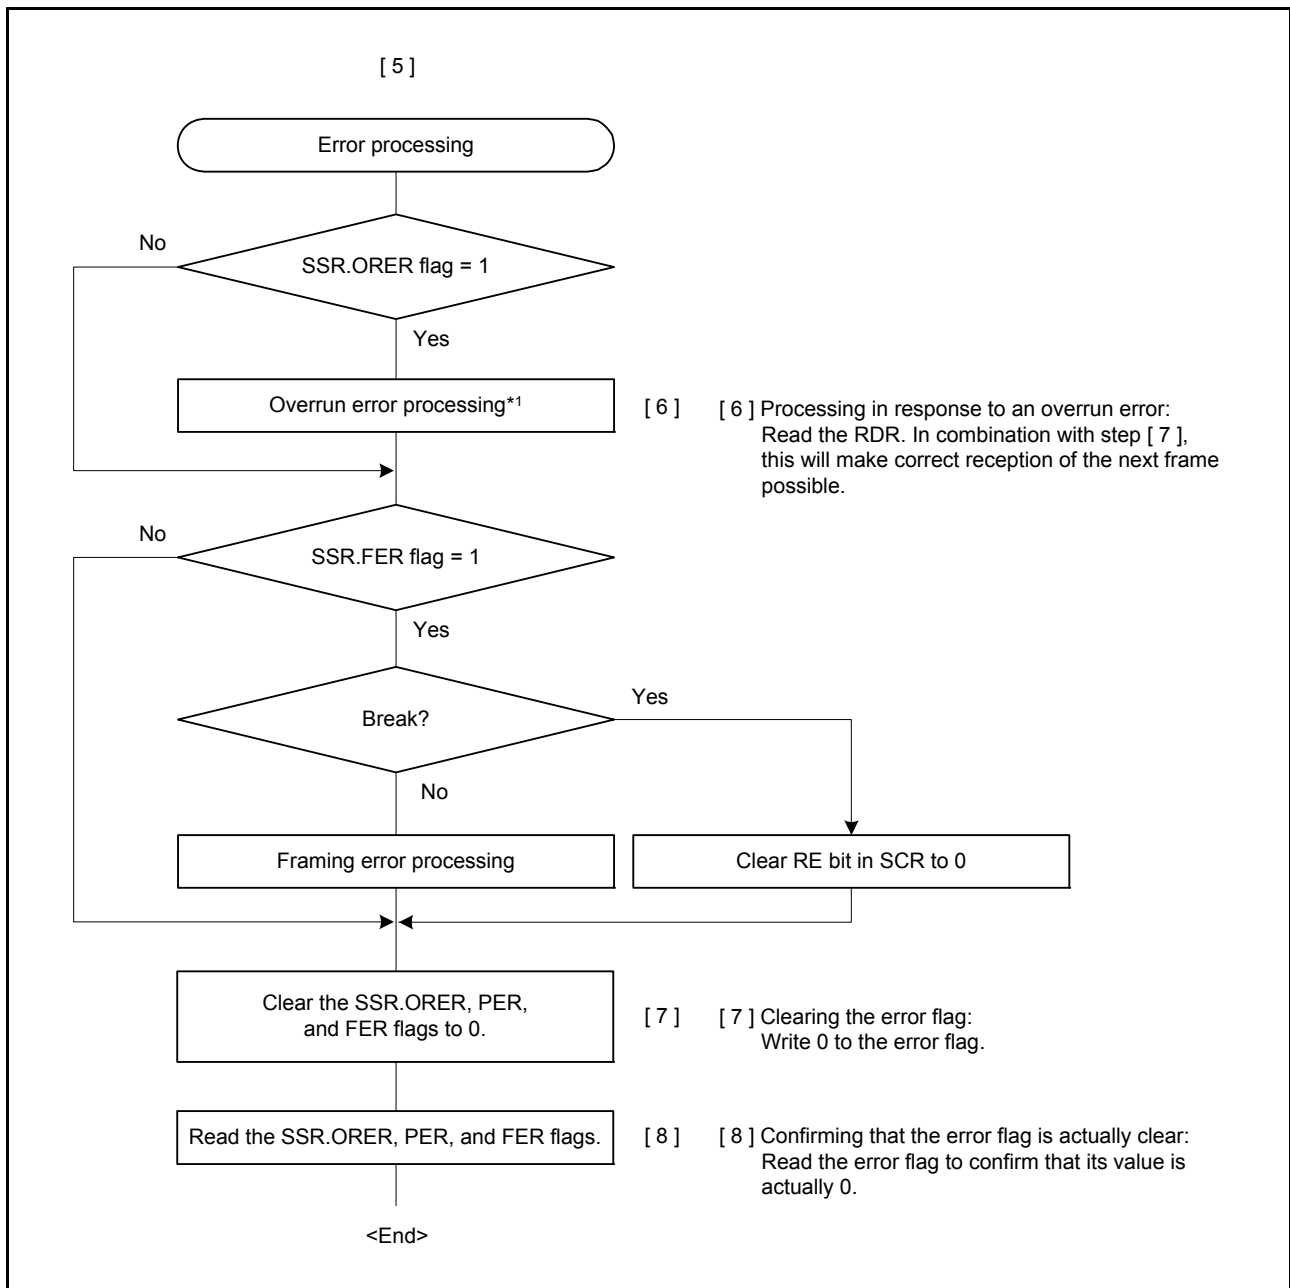 [ 5 ]
Error processing
No
SSR.ORER flag = 1
Yes
Overrun error processing*1
[ 6 ]
[ 6 ] Processing in response to an overrun error:
Read the RDR. In combination with step [ 7 ],
this will make correct reception of the next frame
possible.
No
SSR.FER flag = 1
Yes
Break?
Yes
No
Framing error processing
Clear RE bit in SCR to 0
Clear the SSR.ORER, PER,
and FER flags to 0.
[ 7 ]
[ 7 ] Clearing the error flag:
Write 0 to the error flag.
Read the SSR.ORER, PER, and FER flags.
[ 8 ]
[ 8 ] Confirming that the error flag is actually clear:
Read the error flag to confirm that its value is
actually 0.
<End>